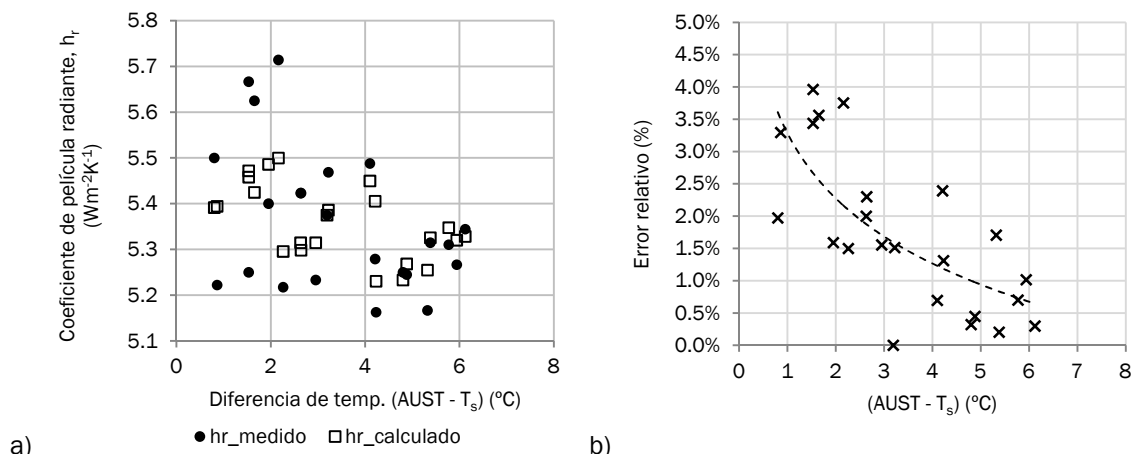 5.8
5.7
5.6
5.5
5.4
5.3
5.2
5.1
0 2 4 6 8
Coeficiente de película radiante, hr
(Wm-2K-1)
Diferencia de temp. (AUST - Ts) (ºC)
hr_medido hr_calculado
a)
5.0%
4.5%
4.0%
3.5%
3.0%
2.5%
2.0%
1.5%
1.0%
0.5%
0.0%
0 1 2 3 4 5 6 7 8
Error relativo (%)
(AUST - Ts) (ºC)
b)